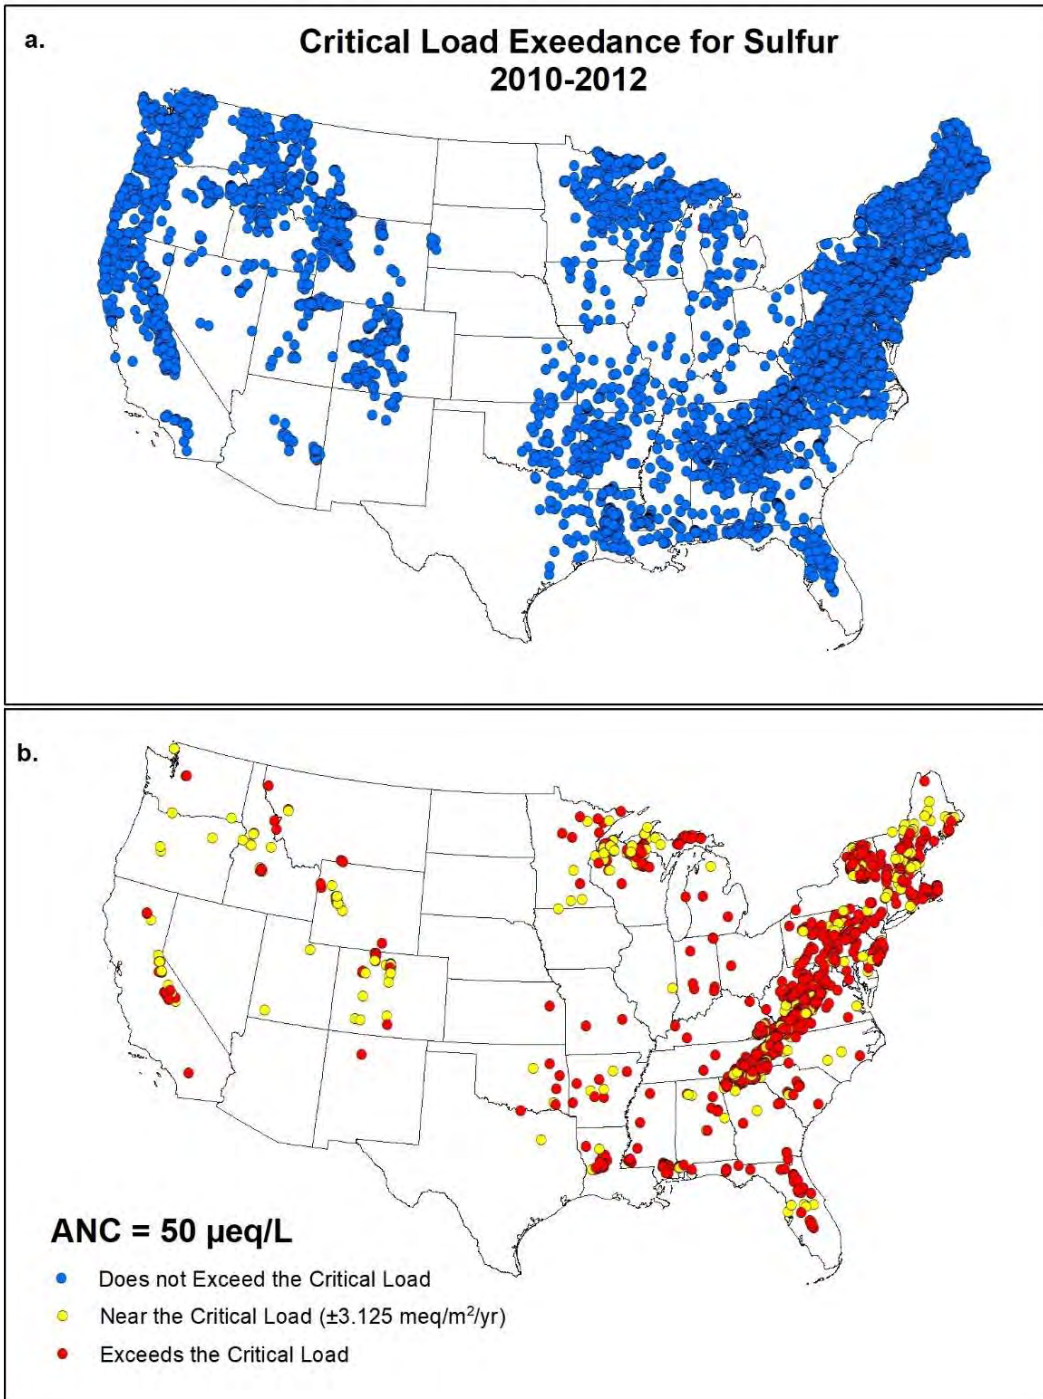 a.
Critical Load Exeedance for Sulfur
2010-2012
b.
ANC = 50 µeq/L
Does not Exceed the Critical Load
Near the Critical Load (±3.125 meq/m²/yr)
Exceeds the Critical Load